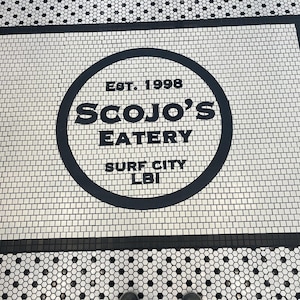 Est. 1998
Scojo's
Eatery
Surf City
LBI